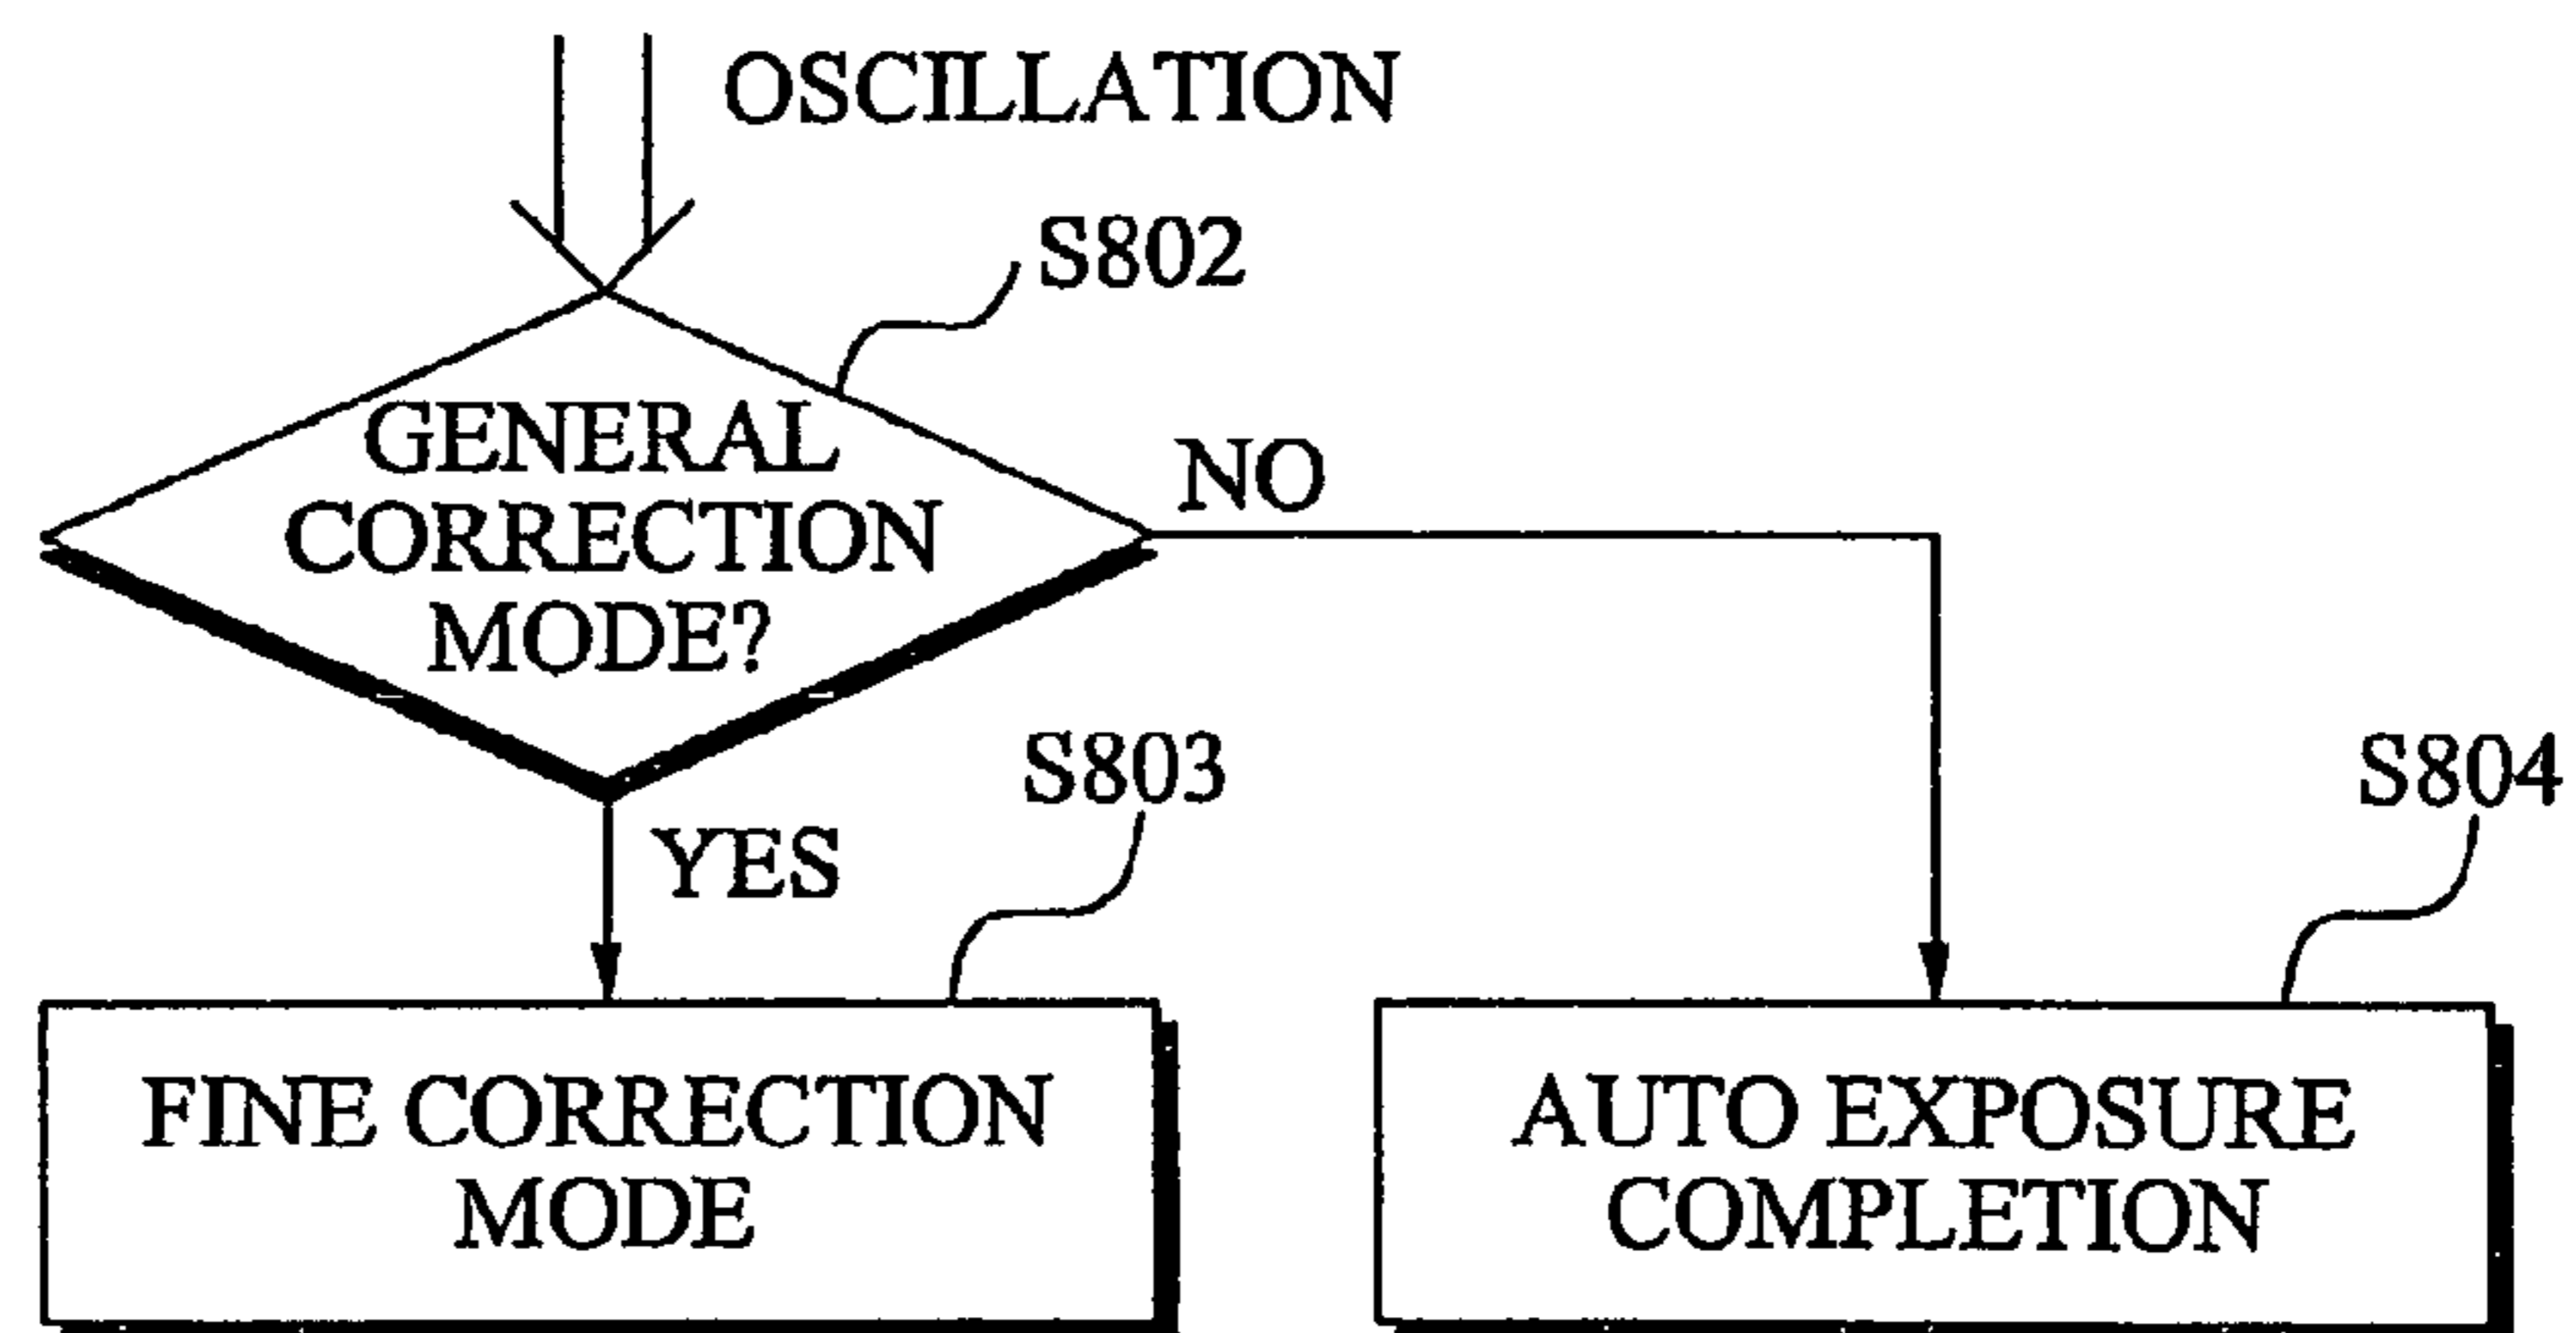 OSCILLATION
S802
GENERAL
CORRECTION
MODE?
NO
S803
S804
YES
FINE CORRECTION
MODE
AUTO EXPOSURE
COMPLETION